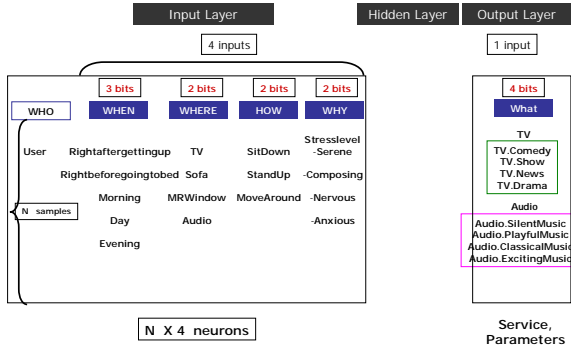 Input Layer
Hidden Layer
Output Layer
4 inputs
1 input
3 bits
2 bits
2 bits
2 bits
4 bits
WHO
WHEN
WHERE
HOW
WHY
What
User
Rightaftergettingup
Rightbeforegoingtobed
Morning
Day
Evening
TV
Sofa
MRWindow
Audio
SitDown
StandUp
MoveAround
Stresslevel
-Serene
-Composing
-Nervous
-Anxious
TV
TV.Comedy
TV.Show
TV.News
TV.Drama
Audio
Audio.SilentMusic
Audio.PlayfulMusic
Audio.ClassicalMusic
Audio.ExcitingMusic
N samples
N X 4 neurons
Service,
Parameters